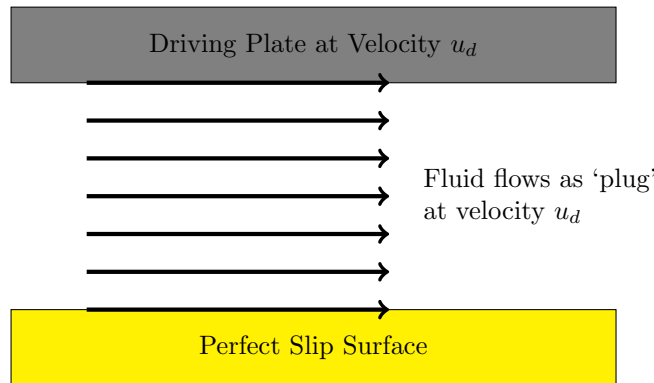 Driving Plate at Velocity u_d
Fluid flows as ‘plug’
at velocity u_d
Perfect Slip Surface